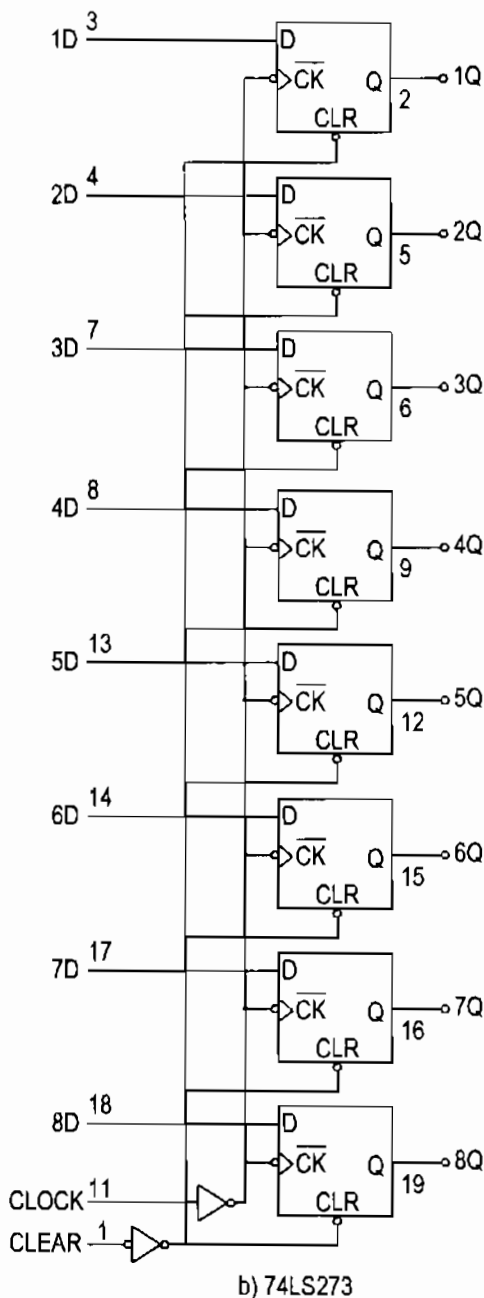 1D 3 D CK Q 2 1Q
CLR
2D 4 D CK Q 5 2Q
CLR
3D 7 D CK Q 6 3Q
CLR
4D 8 D CK Q 9 4Q
CLR
5D 13 D CK Q 12 5Q
CLR
6D 14 D CK Q 15 6Q
CLR
7D 17 D CK Q 16 7Q
CLR
8D 18 D CK Q 19 8Q
CLOCK 11 CLR
CLEAR 1
b) 74LS273